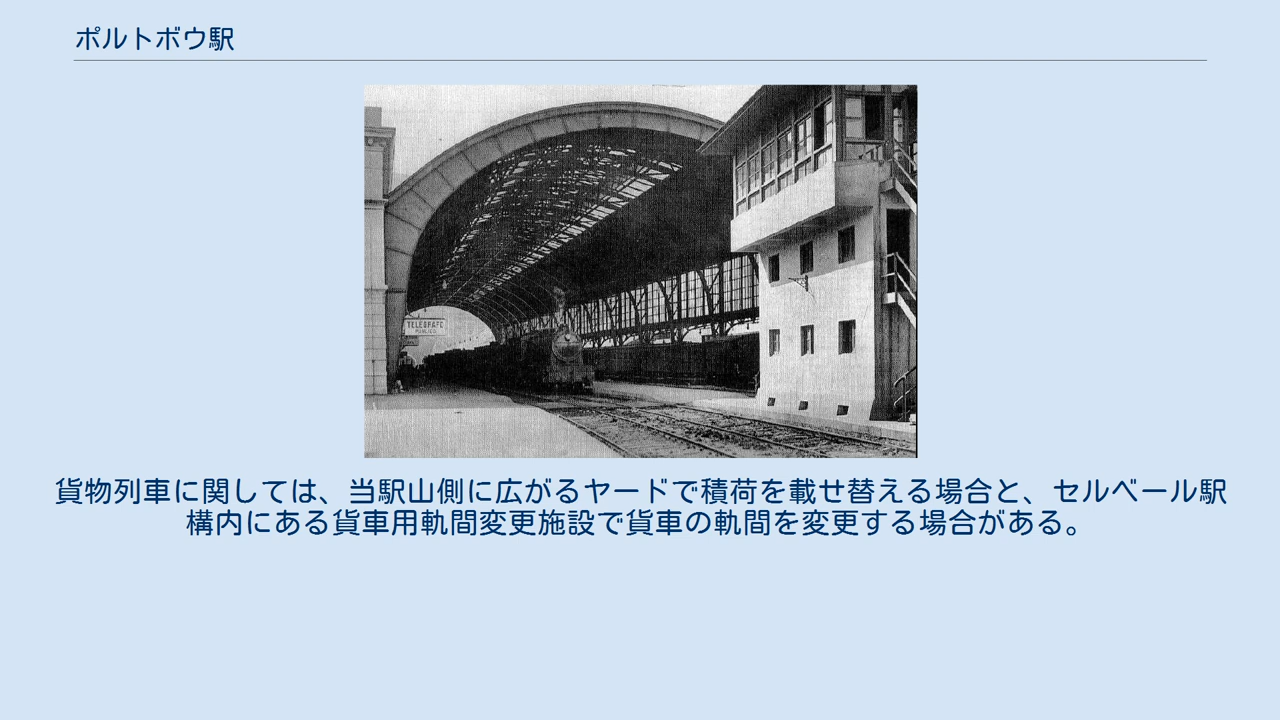 ポルトボウ駅
TELEGRAFO
PUBLICO
貨物列車に関しては、当駅山側に広がるヤードで積荷を載せ替える場合と、セルベール駅
構内にある貨車用軌間変更施設で貨車の軌間を変更する場合がある。